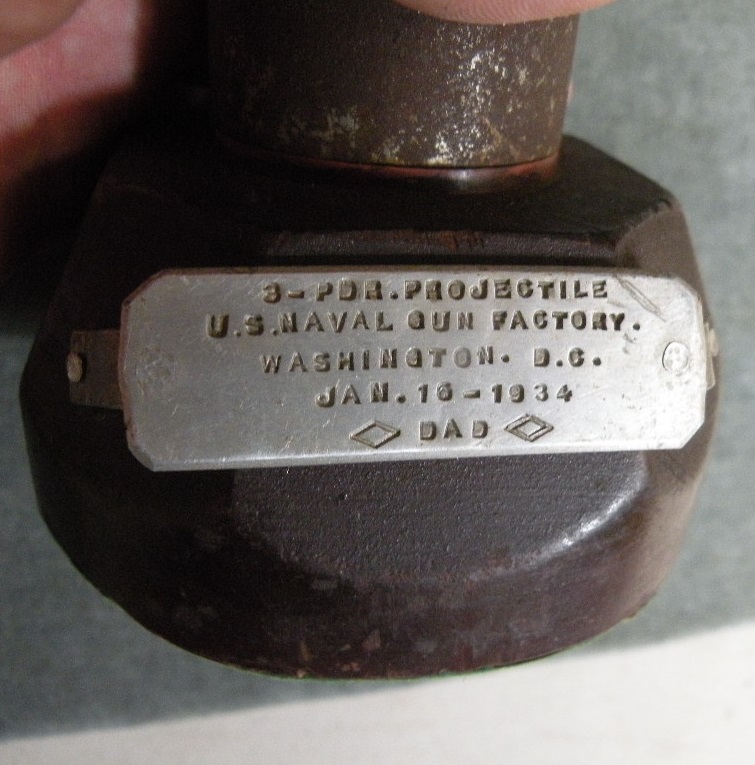 3-PDR.PROJECTILE
U.S.NAVAL GUN FACTORY.
WASHINGTON. D.C.
JAN.16-1934
DAD